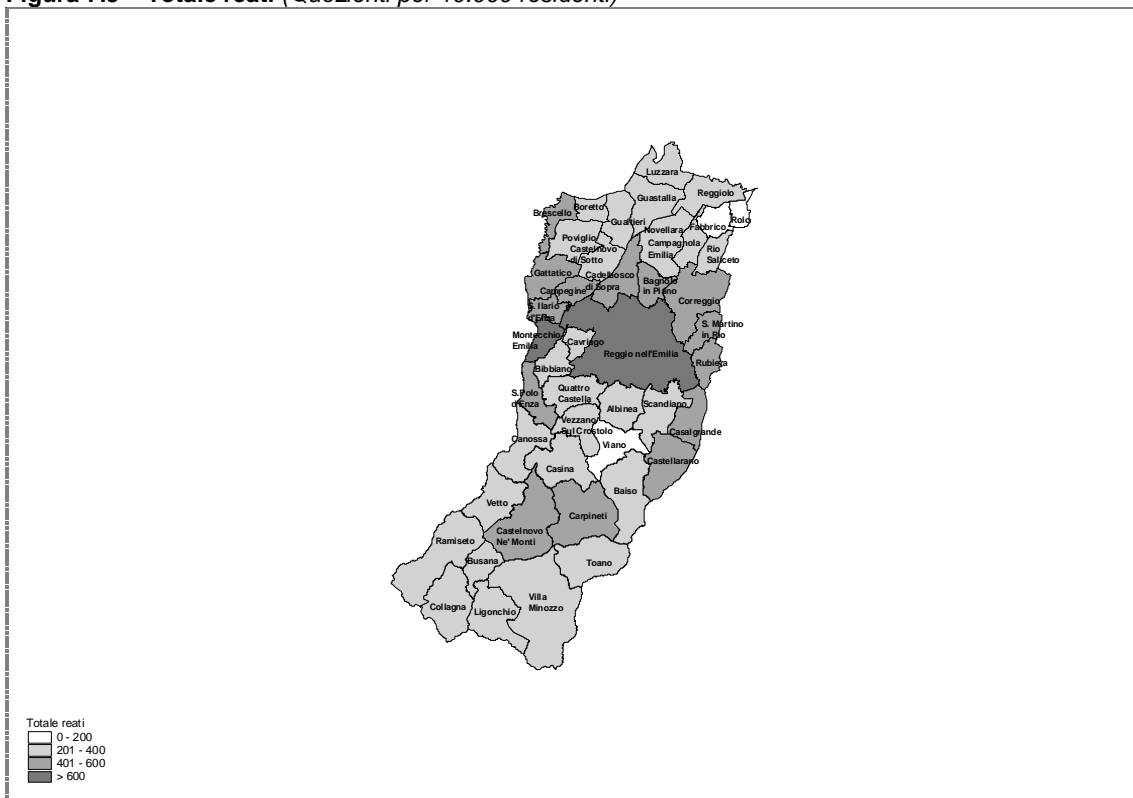 Totale reati (Quozienti per 10.000 residenti)
Luzzara
Reggiolo
Guastalla
Boretto
Brescello
Gualtieri
Rolo
Fabbrico
Novellara
Poviglio
Campagnola
Emilia
Castelnovo
di Sotto
Rio
Saliceto
Gattatico
Cadelbosco
di Sopra
Bagnolo
in Piano
Campegine
Correggio
S. Ilario
d'Enza
S. Martino
in Rio
Montecchio
Emilia
Cavriago
Reggio nell'Emilia
Rubiera
Bibbiano
Quattro
Castella
S.Polo
d'Enza
Albinea
Scandiano
Vezzano
Sul Crostolo
Casalgrande
Canossa
Viano
Castellarano
Casina
Baiso
Vetto
Carpineti
Castelnovo
Ne' Monti
Ramiseto
Busana
Toano
Villa
Minozzo
Collagna
Ligonchio
Totale reati
0 - 200
201 - 400
401 - 600
> 600